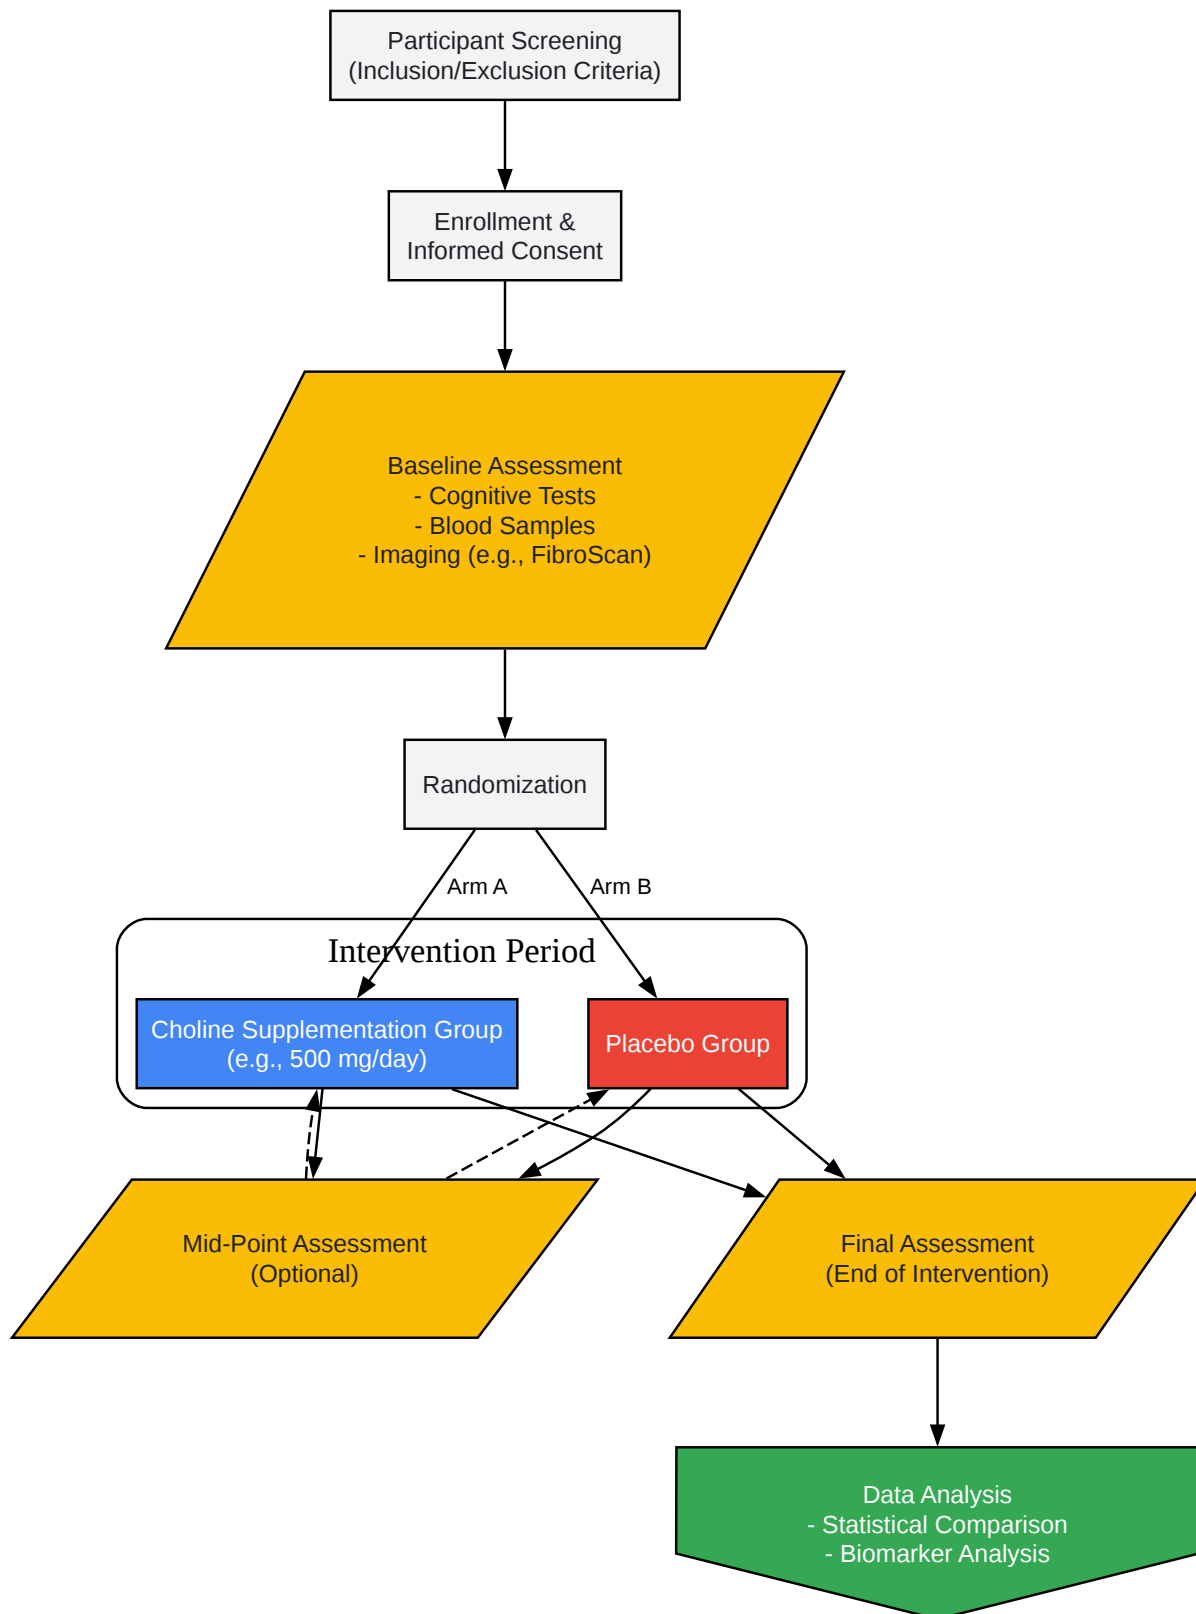 Participant Screening
(Inclusion/Exclusion Criteria)
Enrollment &
Informed Consent
Baseline Assessment
- Cognitive Tests
- Blood Samples
- Imaging (e.g., FibroScan)
Randomization
Arm A
Arm B
Intervention Period
Choline Supplementation Group
(e.g., 500 mg/day)
Placebo Group
Mid-Point Assessment
(Optional)
Final Assessment
(End of Intervention)
Data Analysis
- Statistical Comparison
- Biomarker Analysis